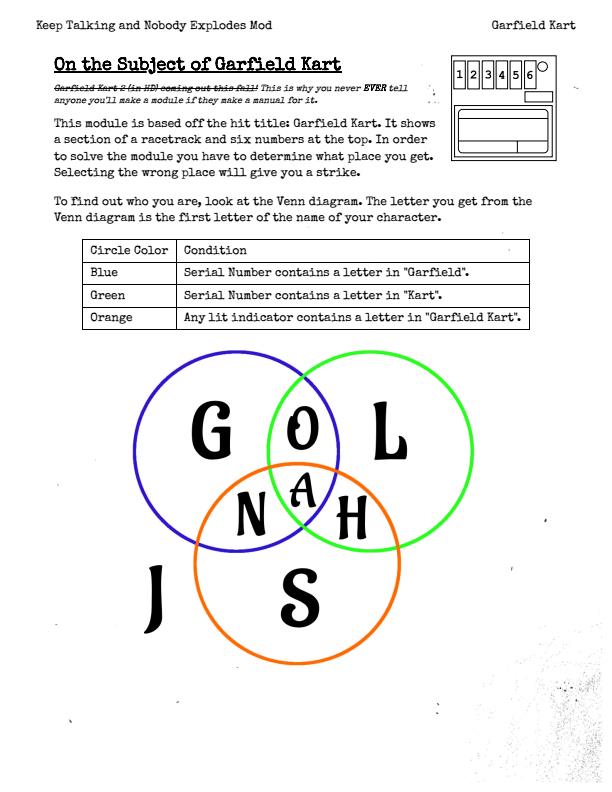 Keep Talking and Nobody Explodes Mod Garfield Kart
On the Subject of Garfield Kart
1 2 3 4 5 6
Garfield Kart 2 (in HD) coming out this fall! This is why you never EVER tell
anyone you'll make a module if they make a manual for it.
This module is based off the hit title: Garfield Kart. It shows
a section of a racetrack and six numbers at the top. In order
to solve the module you have to determine what place you get.
Selecting the wrong place will give you a strike.
To find out who you are, look at the Venn diagram. The letter you get from the
Venn diagram is the first letter of the name of your character.
Circle Color Condition
Blue Serial Number contains a letter in "Garfield".
Green Serial Number contains a letter in "Kart".
Orange Any lit indicator contains a letter in "Garfield Kart".
G O L
N A H
J S